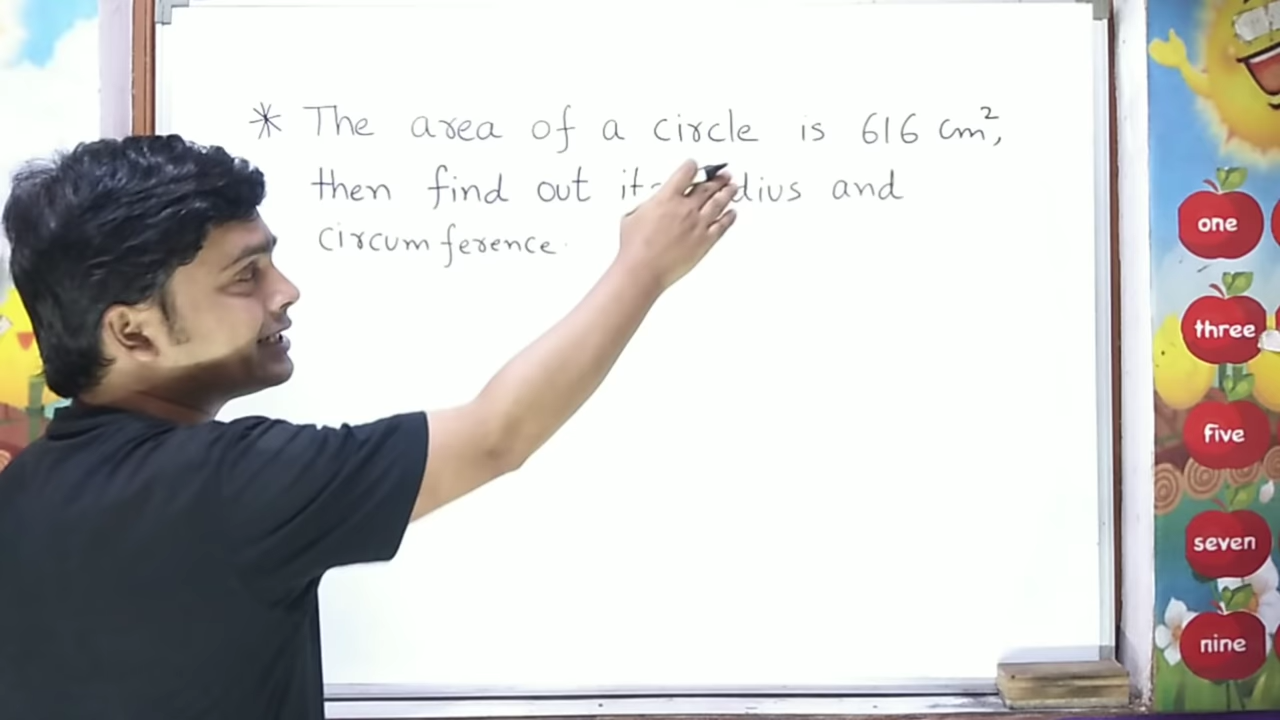 * The area of a circle is 616 cm²,
then find out its radius and
circumference.
one
three
five
seven
nine